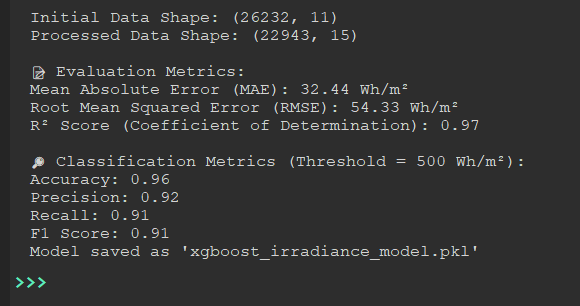 Initial Data Shape: (26232, 11)
Processed Data Shape: (22943, 15)
📝 Evaluation Metrics:
Mean Absolute Error (MAE): 32.44 Wh/m²
Root Mean Squared Error (RMSE): 54.33 Wh/m²
R² Score (Coefficient of Determination): 0.97
🔎 Classification Metrics (Threshold = 500 Wh/m²):
Accuracy: 0.96
Precision: 0.92
Recall: 0.91
F1 Score: 0.91
Model saved as 'xgboost_irradiance_model.pkl'
>>>